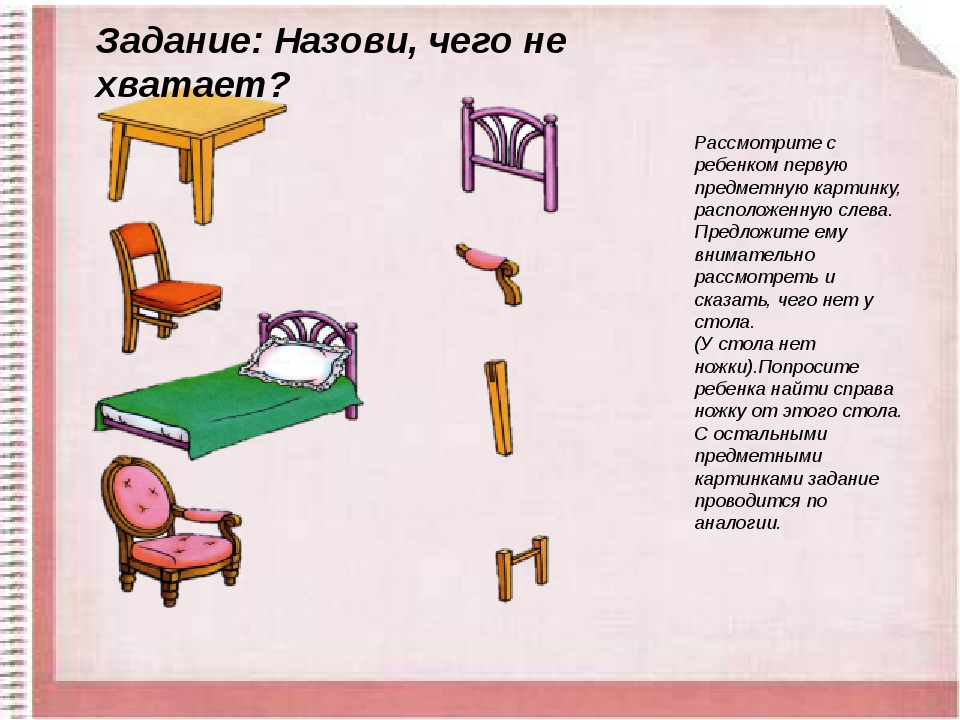 Задание: Назови, чего не
хватает?
Рассмотрите с
ребенком первую
предметную картинку,
расположенную слева.
Предложите ему
внимательно
рассмотреть и
сказать, чего нет у
стола.
(У стола нет
ножки).Попросите
ребенка найти справа
ножку от этого стола.
С остальными
предметными
картинками задание
проводится по
аналогии.